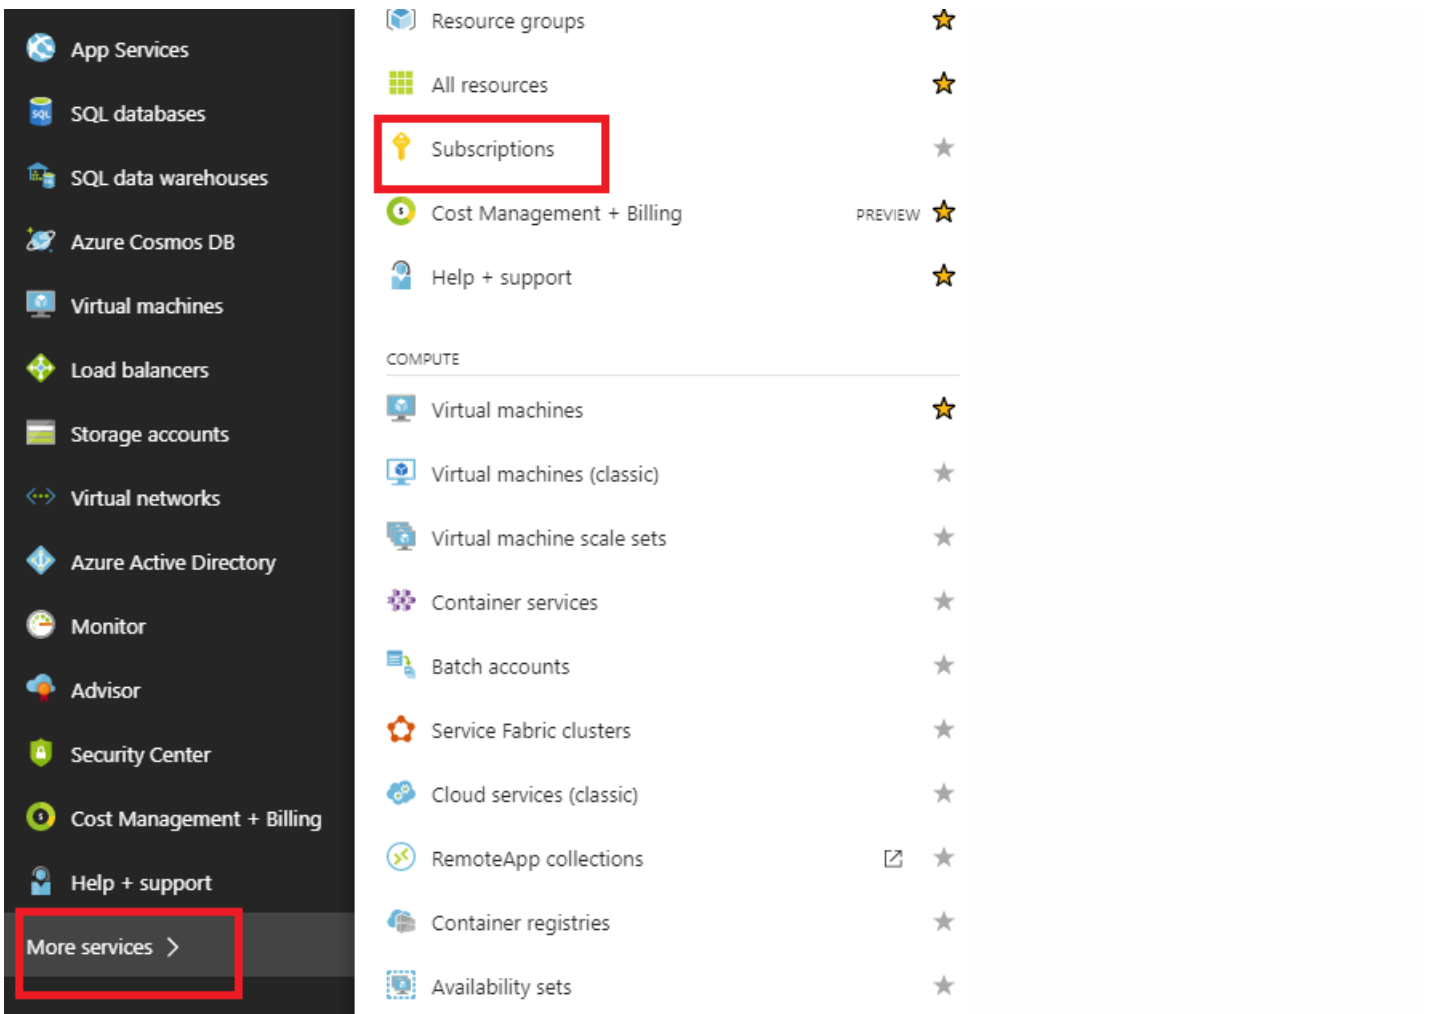 App Services
SQL databases
SQL data warehouses
Azure Cosmos DB
Virtual machines
Load balancers
Storage accounts
Virtual networks
Azure Active Directory
Monitor
Advisor
Security Center
Cost Management + Billing
Help + support
More services
Resource groups
All resources
Subscriptions
Cost Management + Billing PREVIEW
Help + support
COMPUTE
Virtual machines
Virtual machines (classic)
Virtual machine scale sets
Container services
Batch accounts
Service Fabric clusters
Cloud services (classic)
RemoteApp collections
Container registries
Availability sets